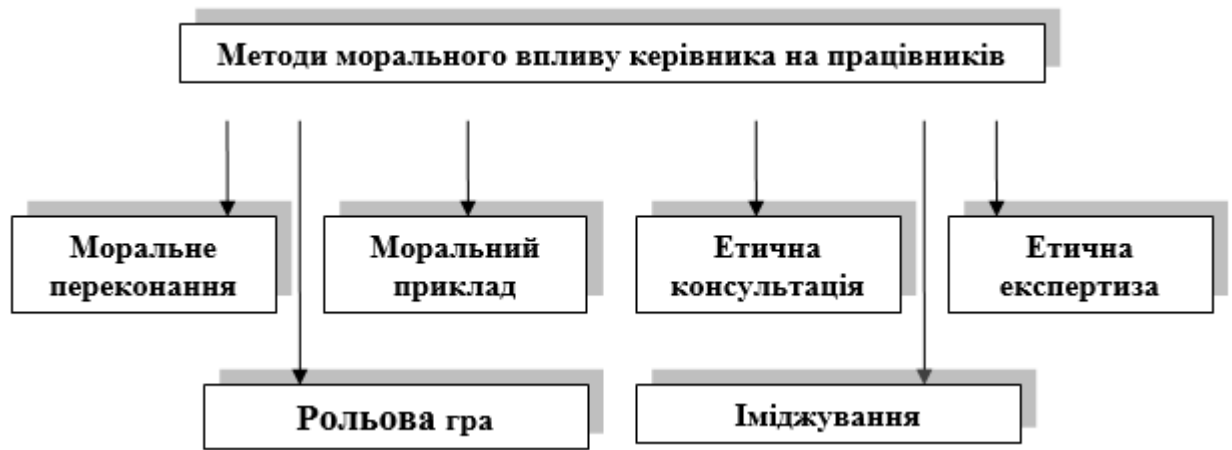 Методи морального впливу керівника на працівників
Моральне
переконання
Моральний
приклад
Етична
консультація
Етична
експертиза
Рольова гра
Іміджування